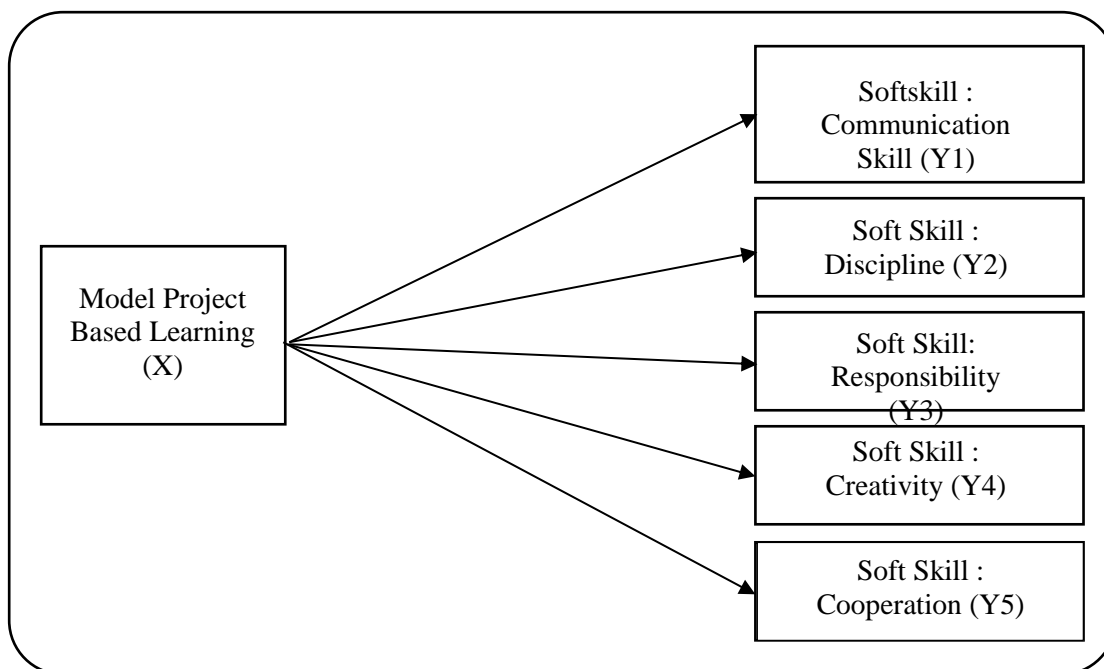 Model Project
Based Learning
(X)
Softskill :
Communication
Skill (Y1)
Soft Skill :
Discipline (Y2)
Soft Skill:
Responsibility
(Y3)
Soft Skill :
Creativity (Y4)
Soft Skill :
Cooperation (Y5)